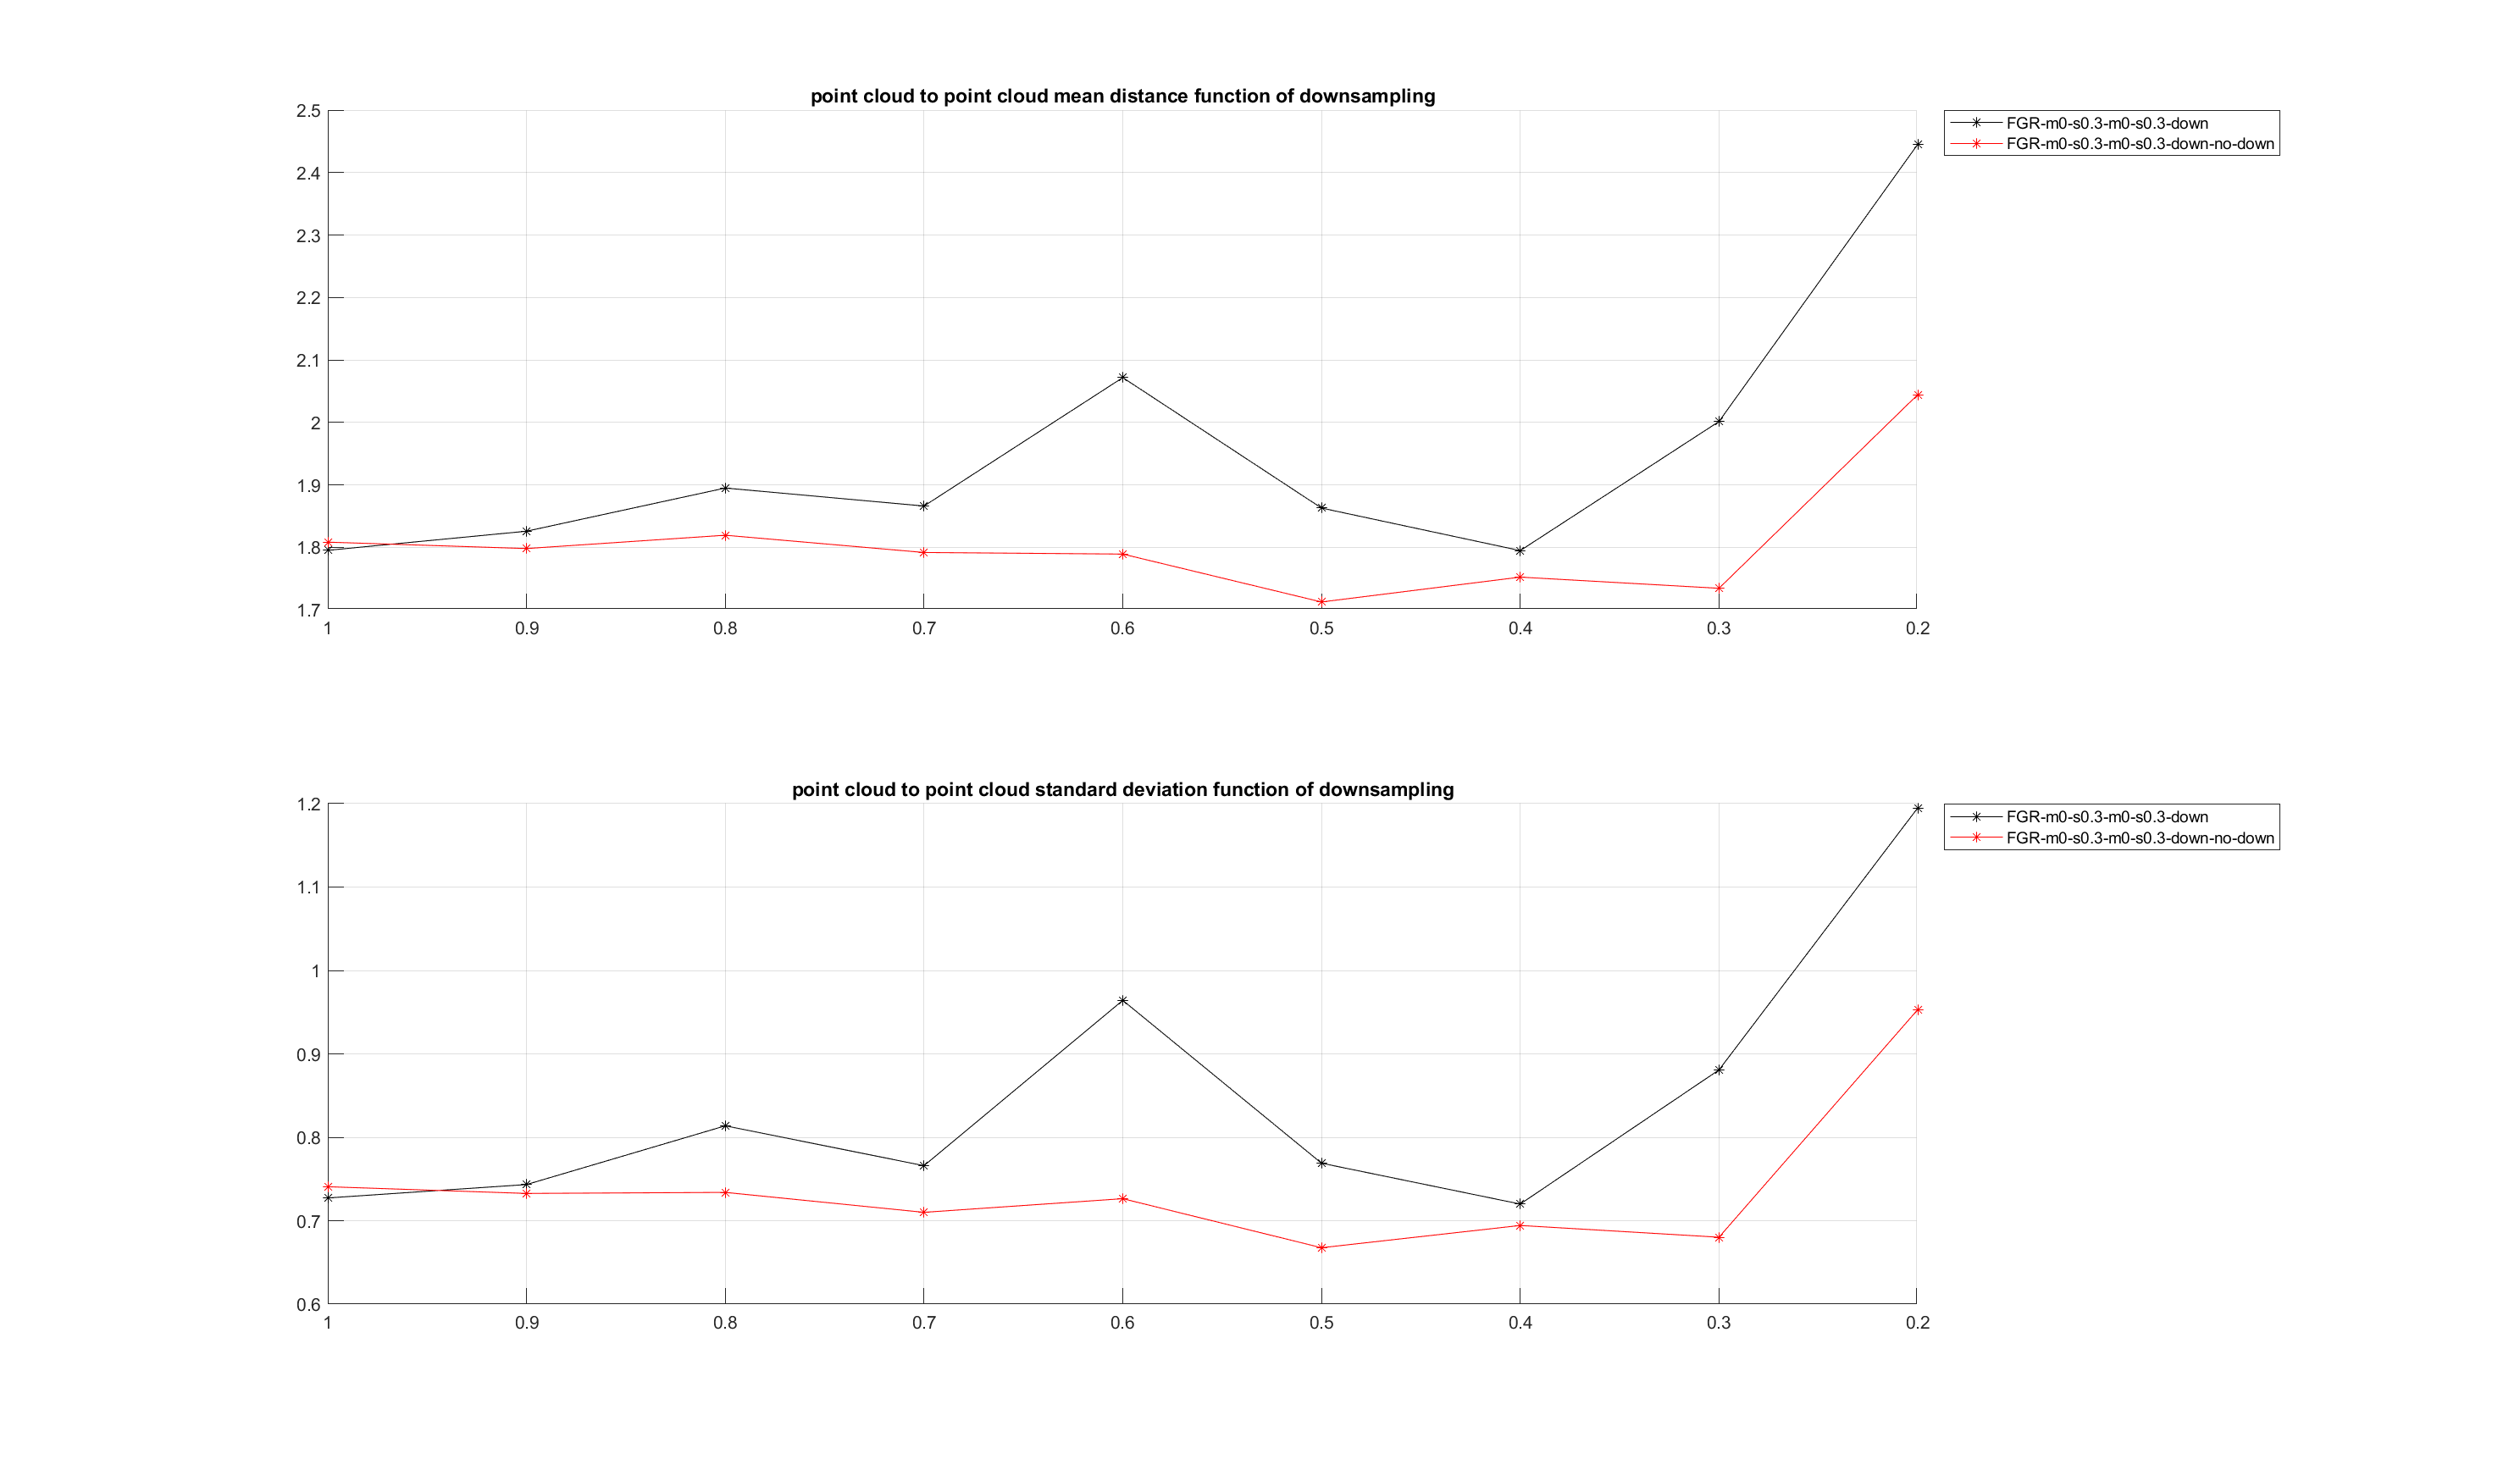 point cloud to point cloud mean distance function of downsampling
2.5
2.4
2.3
2.2
2.1
2
1.9
1.8
1.7
1 0.9 0.8 0.7 0.6 0.5 0.4 0.3 0.2
FGR-m0-s0.3-m0-s0.3-down
FGR-m0-s0.3-m0-s0.3-down-no-down
point cloud to point cloud standard deviation function of downsampling
1.2
1.1
1
0.9
0.8
0.7
0.6
1 0.9 0.8 0.7 0.6 0.5 0.4 0.3 0.2
FGR-m0-s0.3-m0-s0.3-down
FGR-m0-s0.3-m0-s0.3-down-no-down